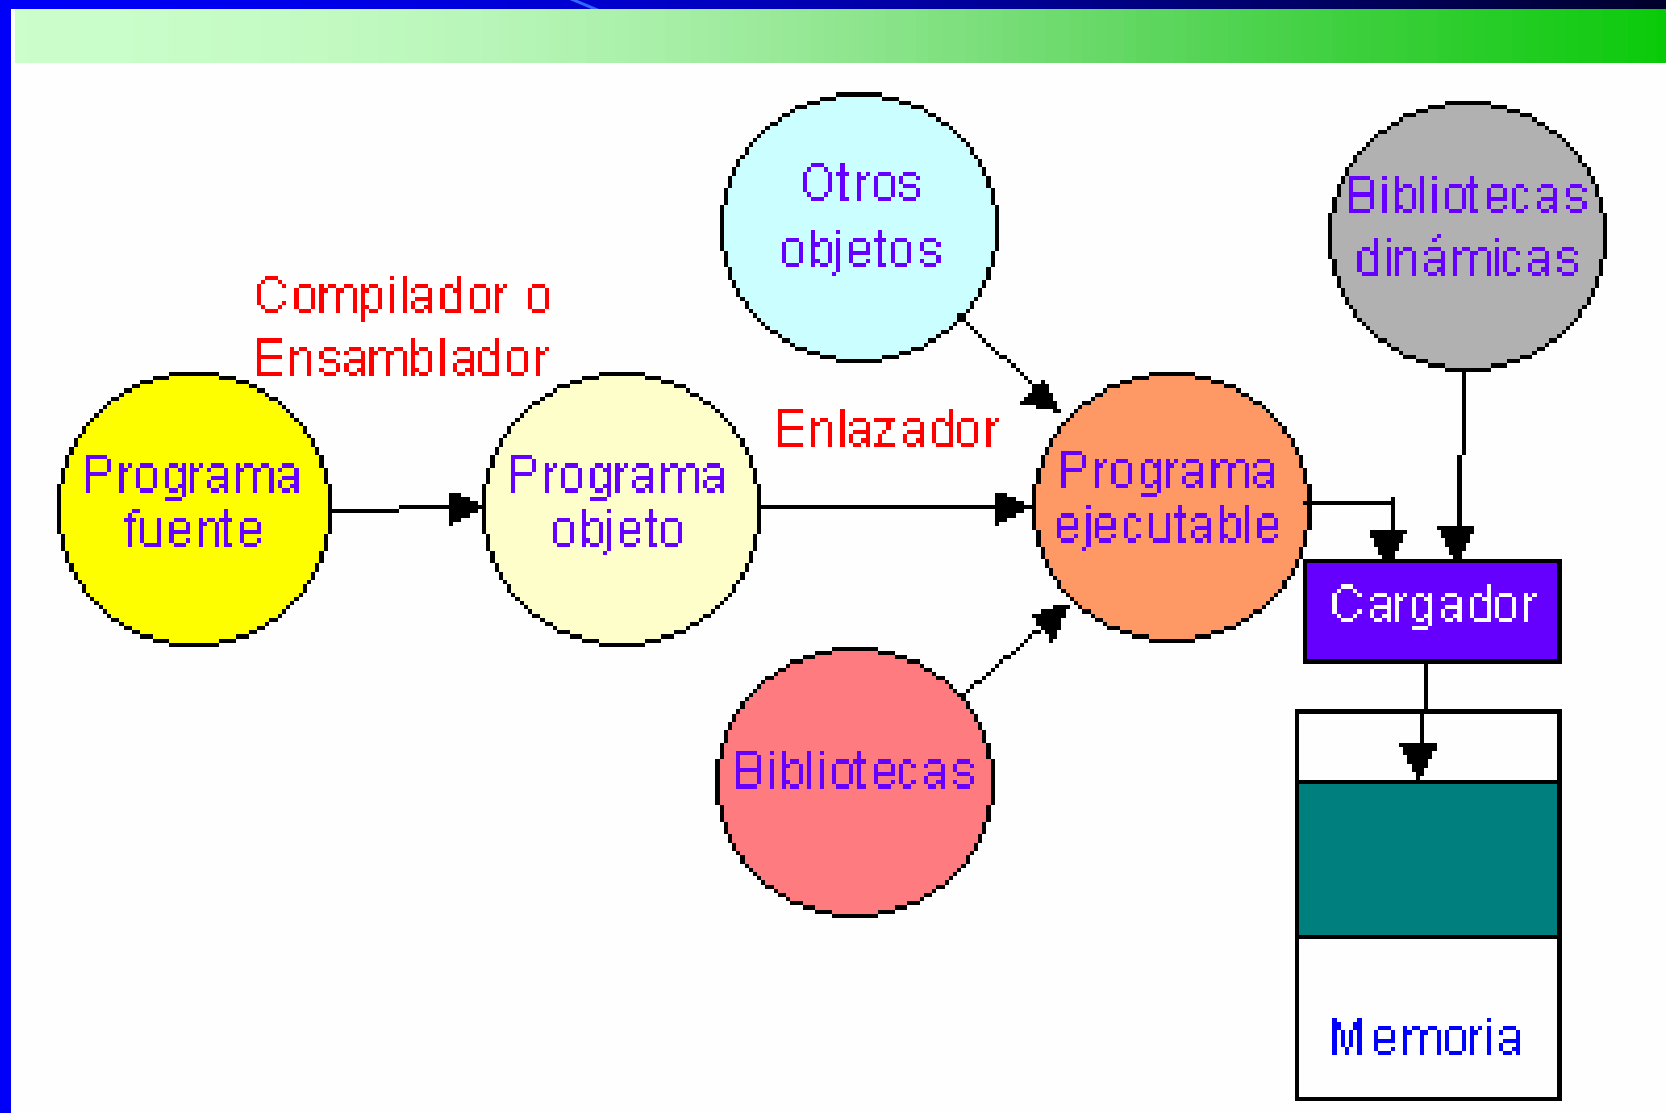 Otros
objetos
Bibliotecas
dinámicas
Compilador o
Ensamblador
Enlazador
Programa
fuente
Programa
objeto
Programa
ejecutable
Cargador
Bibliotecas
Memoria